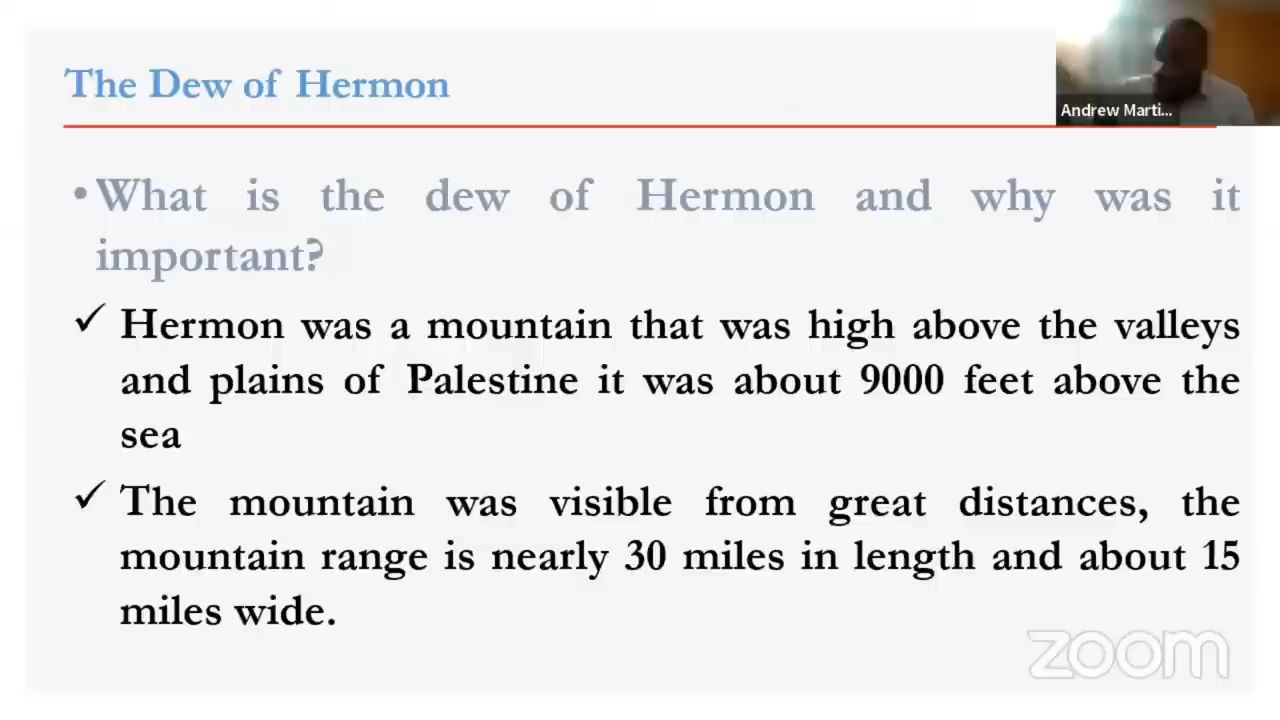 The Dew of Hermon
Andrew Marti...
•What is the dew of Hermon and why was it
important?
✓ Hermon was a mountain that was high above the valleys
and plains of Palestine it was about 9000 feet above the
sea
✓ The mountain was visible from great distances, the
mountain range is nearly 30 miles in length and about 15
miles wide.
zoom